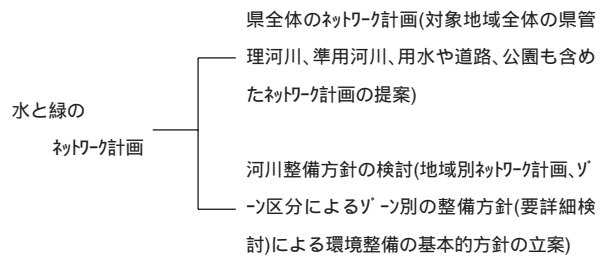 県全体のﾈｯﾄﾜｰｸ計画(対象地域全体の県管
理河川、準用河川、用水や道路、公園も含め
たﾈｯﾄﾜｰｸ計画の提案)
水と緑の
ﾈｯﾄﾜｰｸ計画
河川整備方針の検討(地域別ﾈｯﾄﾜｰｸ計画、ｿﾞ
ｰﾝ区分によるｿﾞｰﾝ別の整備方針(要詳細検
討)による環境整備の基本的方針の立案)